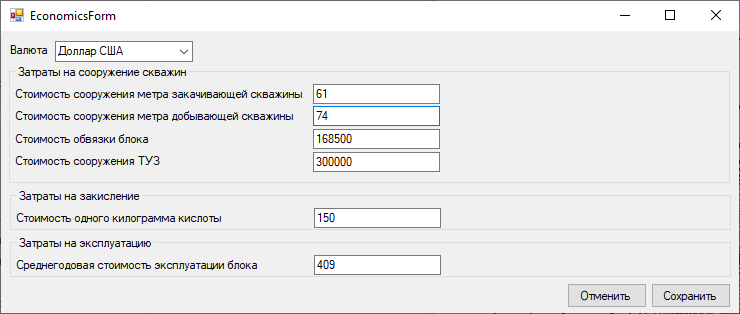 EconomicsForm
Валюта Доллар США
Затраты на сооружение скважин
Стоимость сооружения метра закачивающей скважины 61
Стоимость сооружения метра добывающей скважины 74
Стоимость обвязки блока 168500
Стоимость сооружения ТУЗ 300000
Затраты на закисление
Стоимость одного килограмма кислоты 150
Затраты на эксплуатацию
Среднегодовая стоимость эксплуатации блока 409
Отменить Сохранить